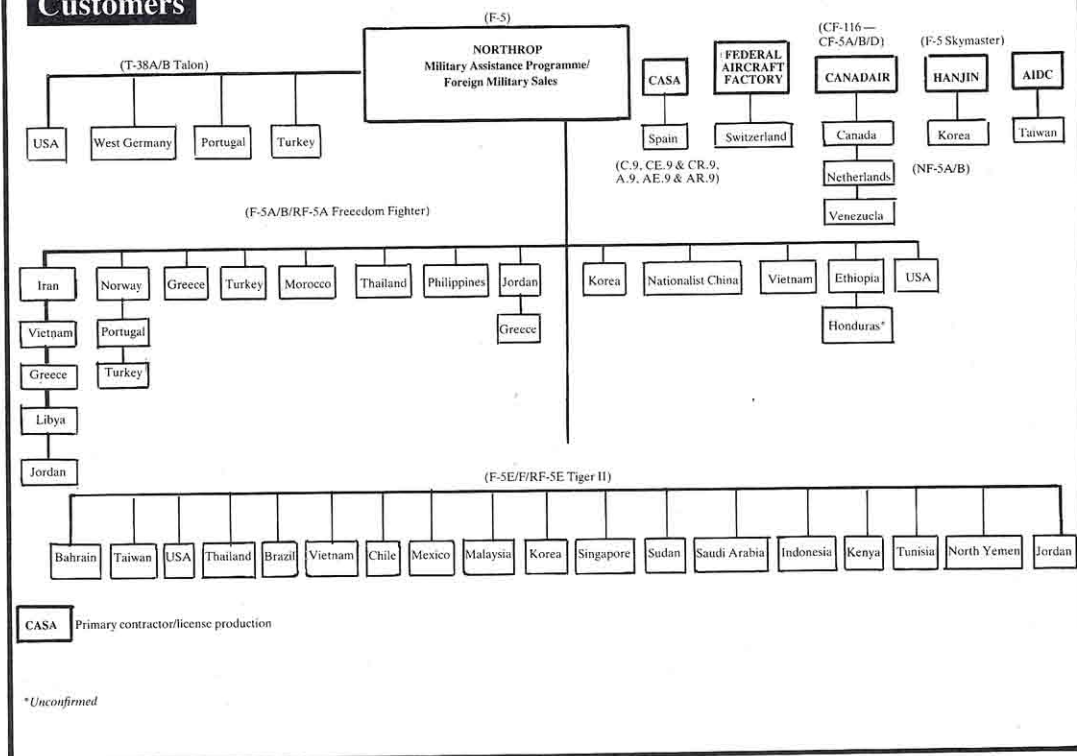 Customers
(F-5)
NORTHROP
Military Assistance Programme/
Foreign Military Sales
(T-38A/B Talon)
USA
West Germany
Portugal
Turkey
CASA
Spain
(C.9, CE.9 & CR.9,
A.9, AE.9 & AR.9)
FEDERAL
AIRCRAFT
FACTORY
Switzerland
(CF-116—
CF-5A/B/D)
CANADAIR
Canada
Netherlands
(NF-5A/B)
Venezuela
(F-5 Skymaster)
HANJIN
Korea
AIDC
Taiwan
(F-5A/B/RF-5A Freeedom Fighter)
Iran
Norway
Greece
Turkey
Morocco
Thailand
Philippines
Jordan
Korea
Nationalist China
Vietnam
Ethiopia
USA
Vietnam
Portugal
Greece
Honduras*
Greece
Turkey
Libya
Jordan
(F-5E/F/RF-5E Tiger II)
Bahrain
Taiwan
USA
Thailand
Brazil
Vietnam
Chile
Mexico
Malaysia
Korea
Singapore
Sudan
Saudi Arabia
Indonesia
Kenya
Tunisia
North Yemen
Jordan
CASA Primary contractor/license production
*Unconfirmed